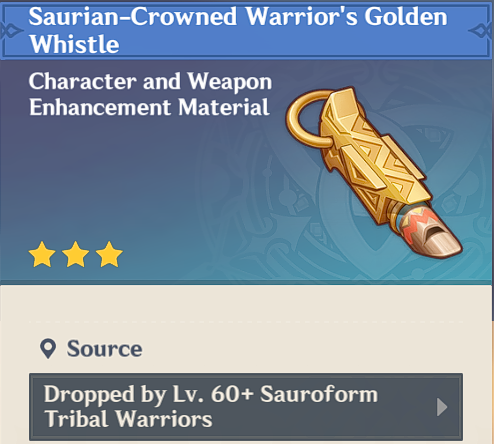 Saurian-Crowned Warrior's Golden
Whistle
Character and Weapon
Enhancement Material
Source
Dropped by Lv. 60+ Sauroform
Tribal Warriors